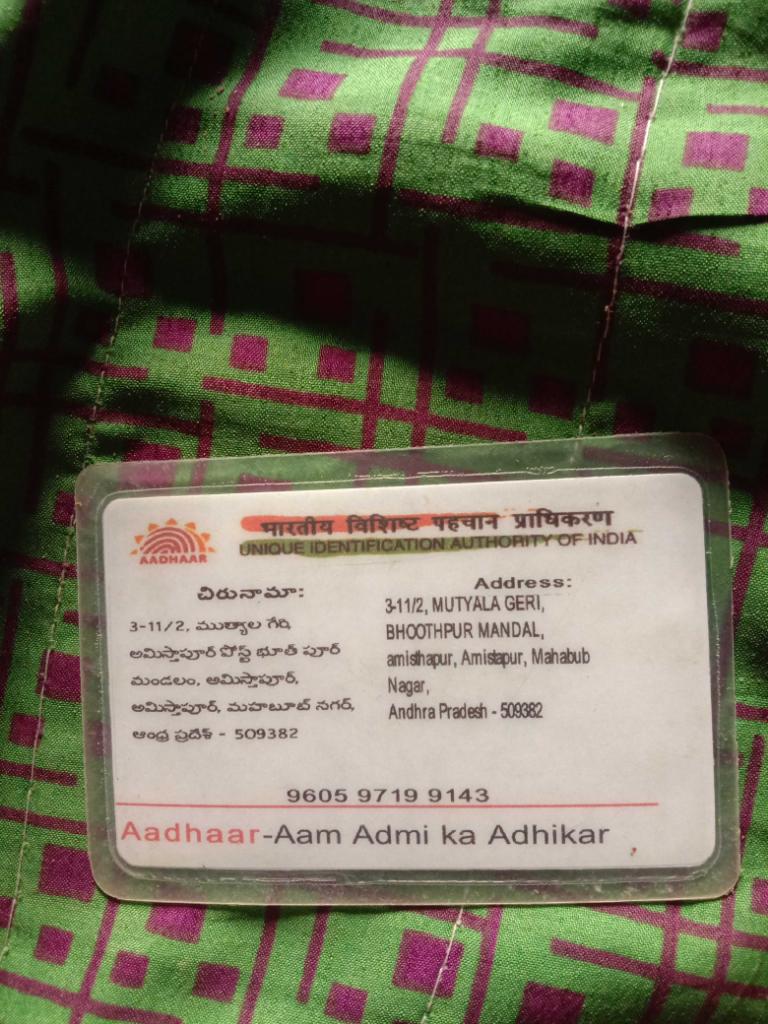 भारतीय विशिष्ट पहचान प्राधिकरण
UNIQUE IDENTIFICATION AUTHORITY OF INDIA
AADHAAR
చిరునామా:
3-11/2, ముత్యాల గేరి,
అమిస్తాపూర్ పోస్ట్ భూత్ పూర్
మండలం, అమిస్తాపూర్,
అమిస్తాపూర్, మహబూబ్ నగర్,
ఆంధ్ర ప్రదేశ్ - 509382
Address:
3-11/2, MUTYALA GERI,
BHOOTHPUR MANDAL,
amisthapur, Amistapur, Mahabub
Nagar,
Andhra Pradesh - 509382
9605 9719 9143
Aadhaar-Aam Admi ka Adhikar